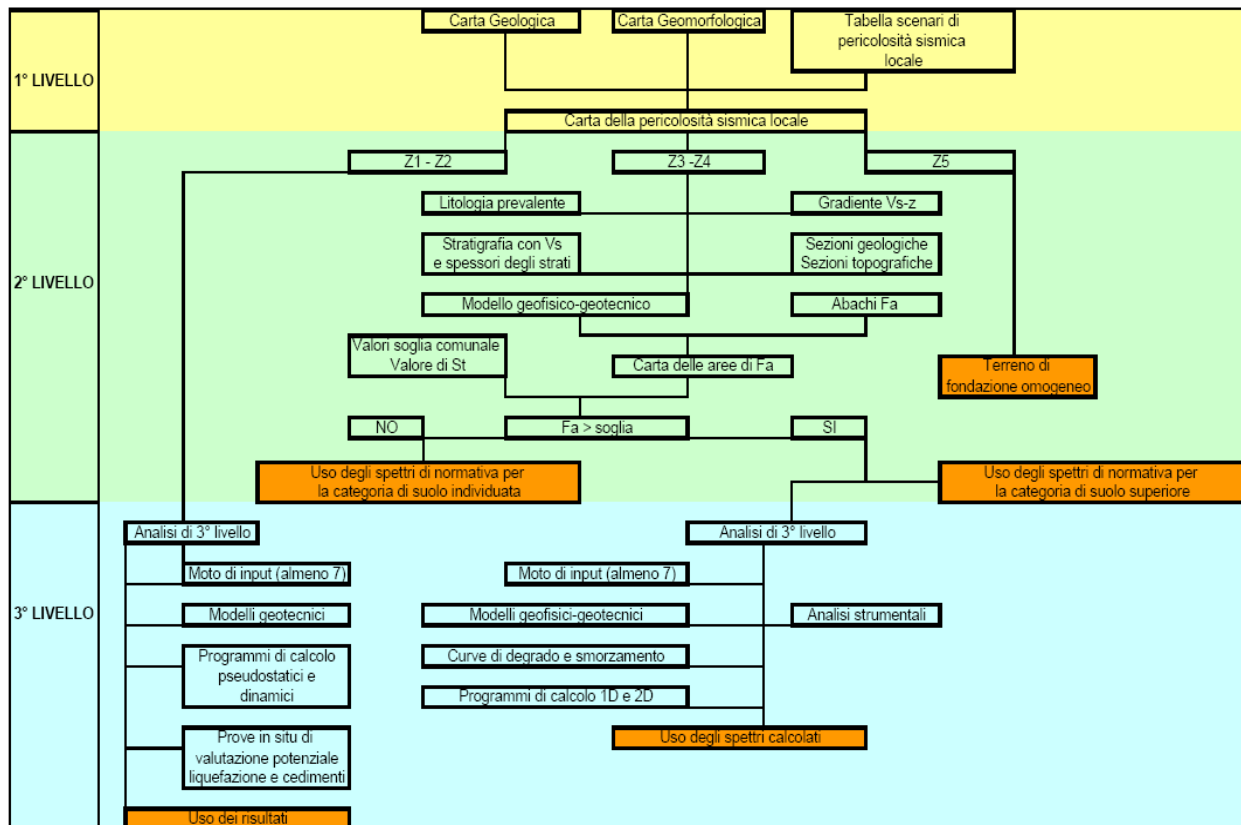 Carta Geologica
Carta Geomorfologica
Tabella scenari di
pericolosità sismica
locale
1° LIVELLO
Carta della pericolosità sismica locale
Z1 - Z2
Z3 -Z4
Z5
Litologia prevalente
Gradiente Vs-z
Stratigrafia con Vs
e spessori degli strati
Sezioni geologiche
Sezioni topografiche
2° LIVELLO
Modello geofisico-geotecnico
Abachi Fa
Valori soglia comunale
Valore di St
Carta delle aree di Fa
Terreno di
fondazione omogeneo
NO
Fa > soglia
SI
Uso degli spettri di normativa per
la categoria di suolo individuata
Uso degli spettri di normativa per
la categoria di suolo superiore
Analisi di 3° livello
Analisi di 3° livello
Moto di input (almeno 7)
Moto di input (almeno 7)
3° LIVELLO
Modelli geotecnici
Modelli geofisici-geotecnici
Analisi strumentali
Programmi di calcolo
pseudostatici e
dinamici
Curve di degrado e smorzamento
Programmi di calcolo 1D e 2D
Prove in situ di
valutazione potenziale
liquefazione e cedimenti
Uso degli spettri calcolati
Uso dei risultati